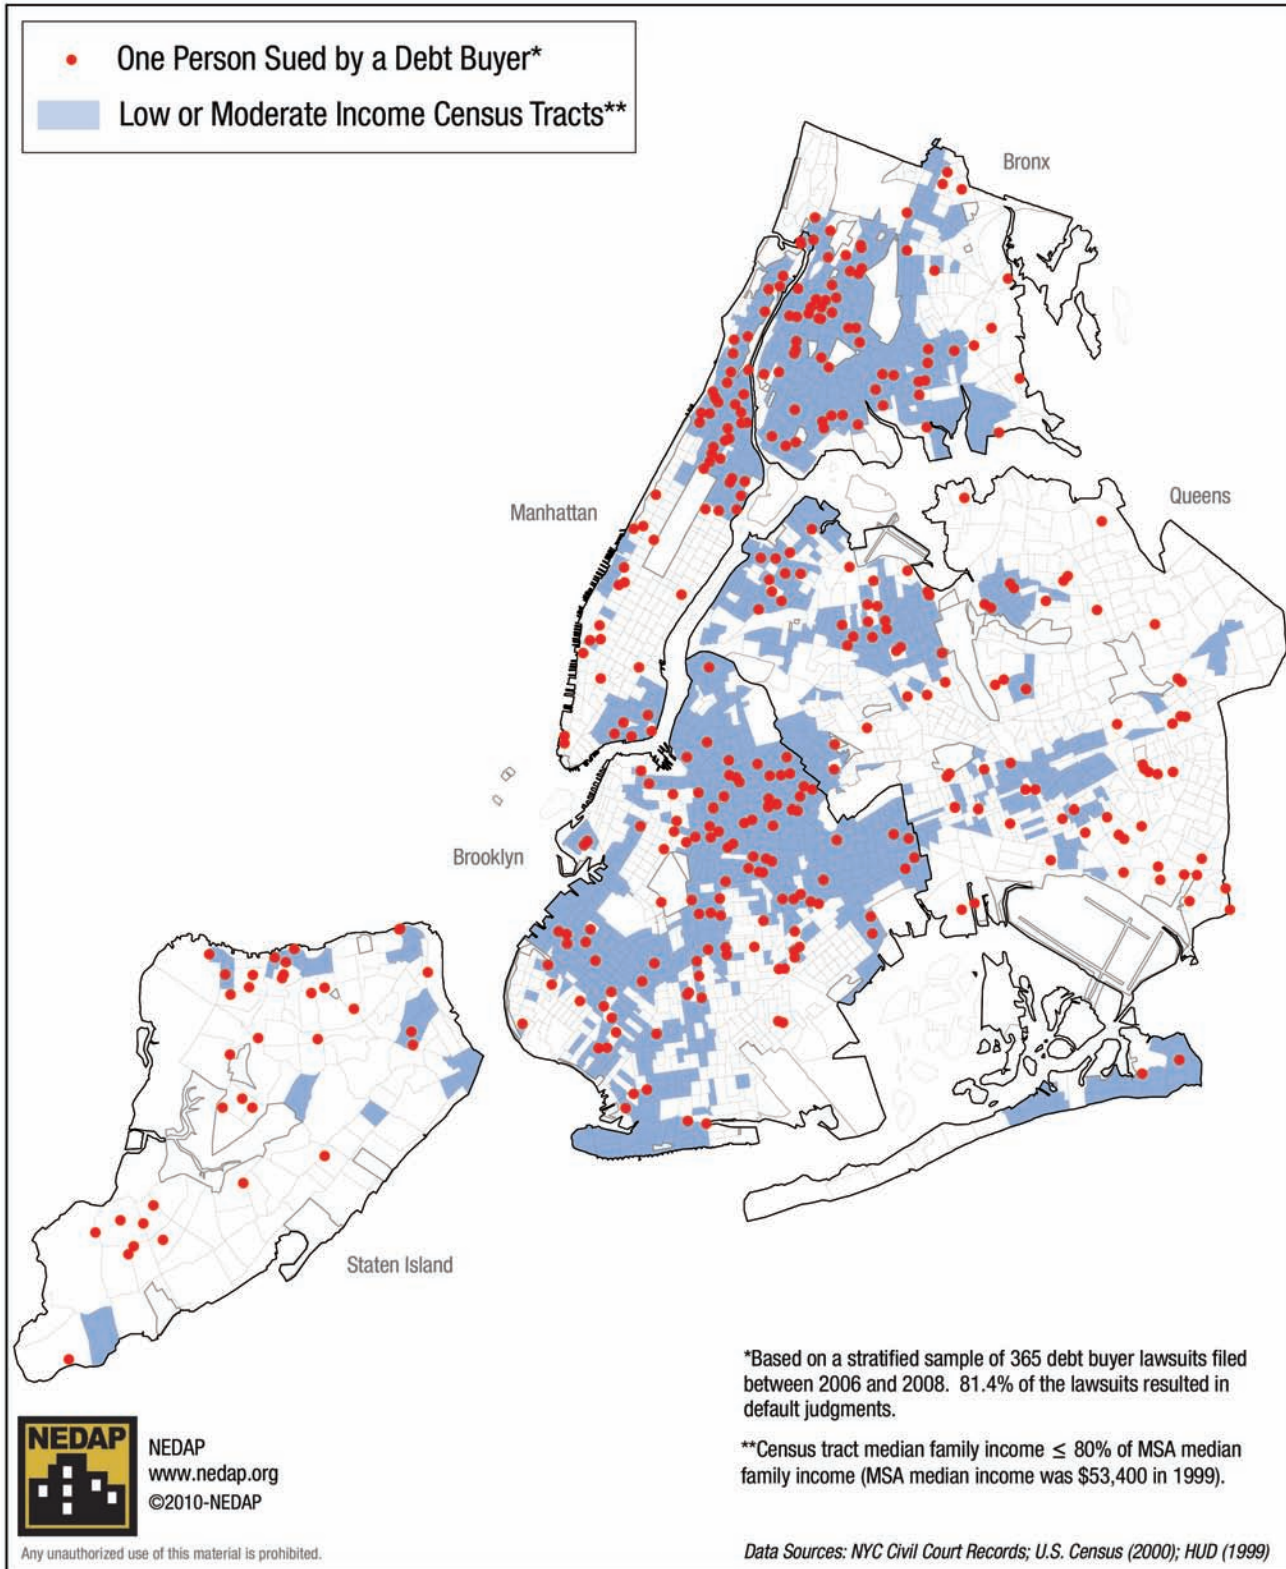 One Person Sued by a Debt Buyer*
Low or Moderate Income Census Tracts**
Bronx
Manhattan
Queens
Brooklyn
Staten Island
*Based on a stratified sample of 365 debt buyer lawsuits filed
between 2006 and 2008. 81.4% of the lawsuits resulted in
default judgments.
**Census tract median family income ≤ 80% of MSA median
family income (MSA median income was $53,400 in 1999).
NEDAP
NEDAP
www.nedap.org
©2010-NEDAP
Any unauthorized use of this material is prohibited.
Data Sources: NYC Civil Court Records; U.S. Census (2000); HUD (1999)